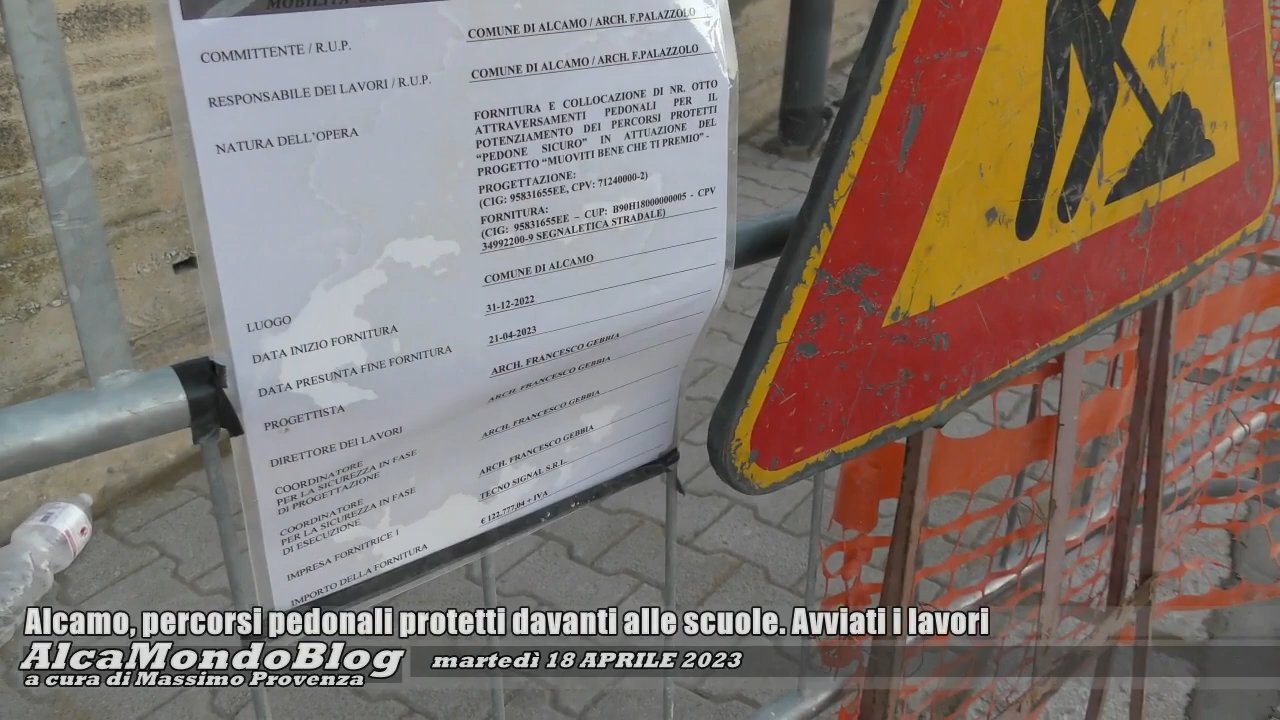 COMMITTENTE / R.U.P.
COMUNE DI ALCAMO / ARCH. F.PALAZZOLO
RESPONSABILE DEI LAVORI / R.U.P.
COMUNE DI ALCAMO / ARCH. F.PALAZZOLO
NATURA DELL'OPERA
FORNITURA E COLLOCAZIONE DI NR. OTTO
ATTRAVERSAMENTI PEDONALI PER IL
POTENZIAMENTO DEI PERCORSI PROTETTI
"PEDONE SICURO" IN ATTUAZIONE DEL
PROGETTO "MUOVITI BENE CHE TI PREMIO" -
PROGETTAZIONE:
(CIG: 95831655EE, CPV: 71240000-2)
FORNITURA:
(CIG: 95831655EE – CUP: B90H18000000005 - CPV
34992200-9 SEGNALETICA STRADALE)
LUOGO
COMUNE DI ALCAMO
DATA INIZIO FORNITURA
31-12-2022
DATA PRESUNTA FINE FORNITURA
21-04-2023
PROGETTISTA
ARCH. FRANCESCO GEBBIA
DIRETTORE DEI LAVORI
ARCH. FRANCESCO GEBBIA
COORDINATORE
PER LA SICUREZZA IN FASE
DI PROGETTAZIONE
ARCH. FRANCESCO GEBBIA
COORDINATORE
PER LA SICUREZZA IN FASE
DI ESECUZIONE
ARCH. FRANCESCO GEBBIA
IMPRESA FORNITRICE 1
TECNO SIGNAL S.R.L.
IMPORTO DELLA FORNITURA
€ 122.777,04 + IVA
Alcamo, percorsi pedonali protetti davanti alle scuole. Avviati i lavori
AlcaMondoBlog
martedì 18 APRILE 2023
a cura di Massimo Provenza